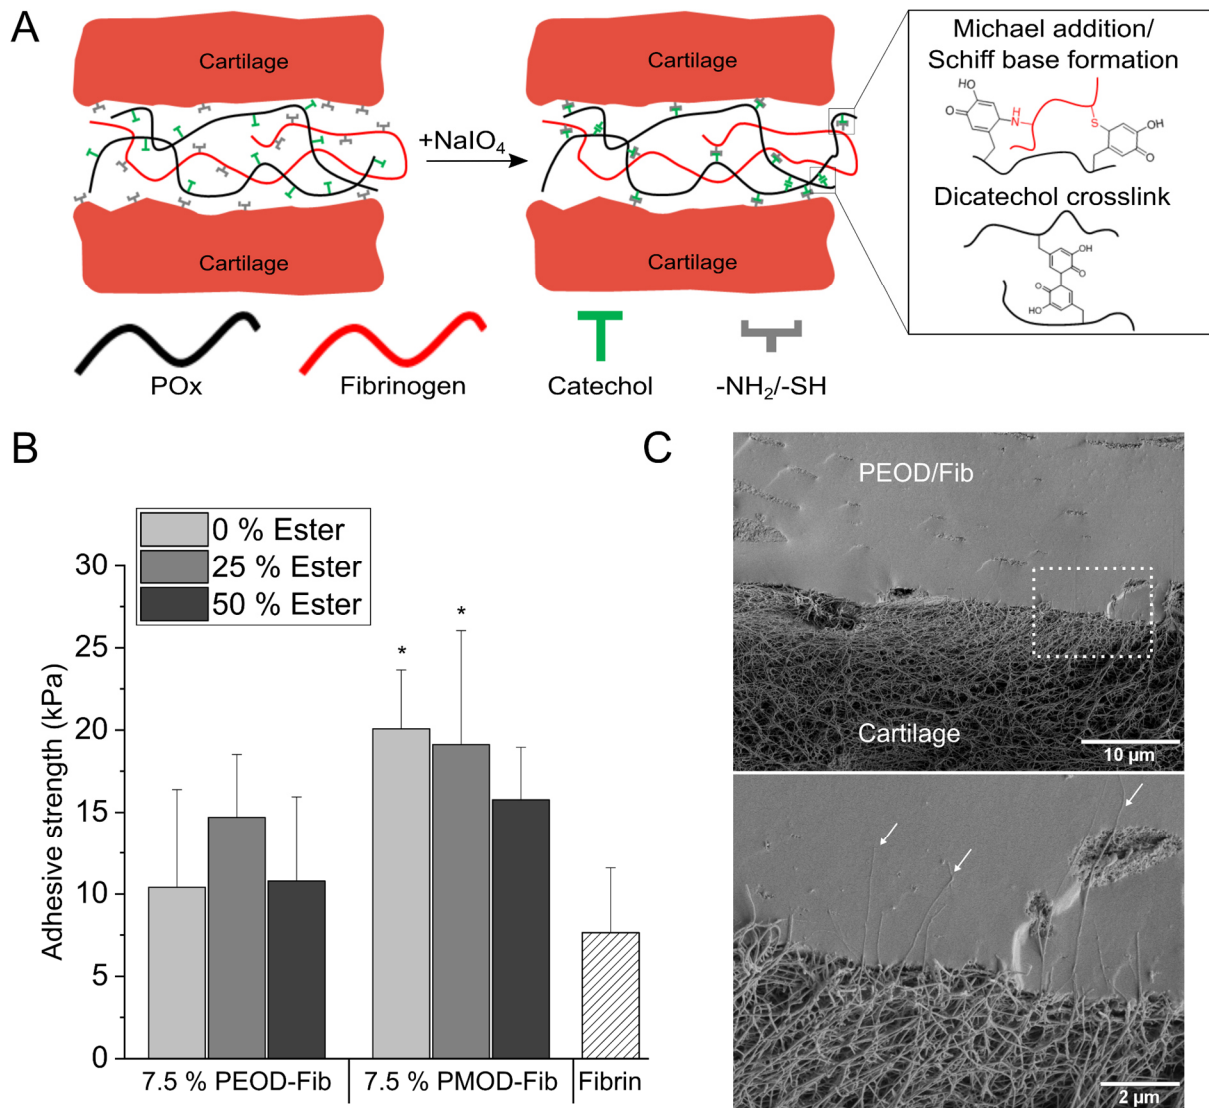 A
Cartilage
Cartilage
+NaIO₄
Cartilage
Cartilage
Michael addition/
Schiff base formation
HO
O
H
N
S
OH
O
Dicatechol crosslink
OH
O
O
HO
POx
Fibrinogen
Catechol
-NH₂/-SH
B
0 % Ester
25 % Ester
50 % Ester
Adhesive strength (kPa)
30
25
20
15
10
5
0
*
*
7.5 % PEOD-Fib
7.5 % PMOD-Fib
Fibrin
C
PEOD/Fib
Cartilage
10 µm
2 µm